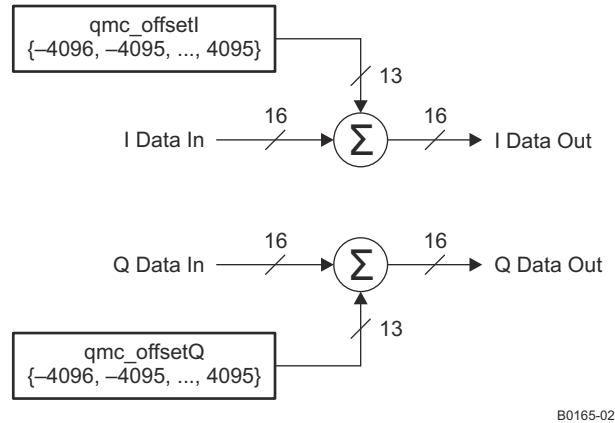 qmc_offsetI
{–4096, –4095, ..., 4095}
13
16
16
I Data In
Σ
I Data Out
16
16
Q Data In
Σ
Q Data Out
13
qmc_offsetQ
{–4096, –4095, ..., 4095}
B0165-02